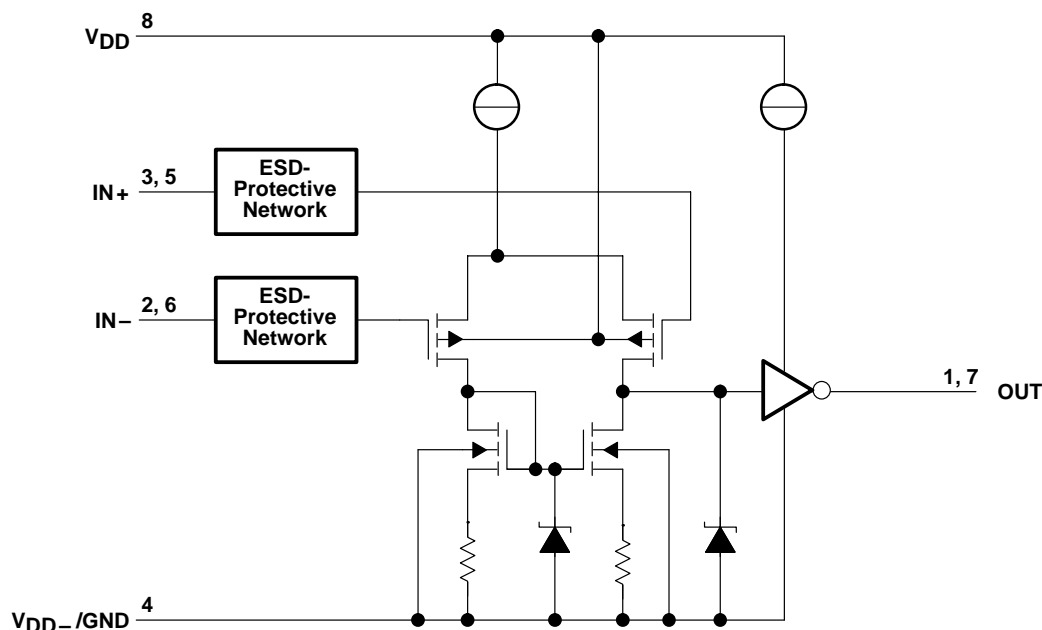 8
VDD
3, 5
IN+
ESD-
Protective
Network
2, 6
IN−
ESD-
Protective
Network
1, 7
OUT
4
VDD−/GND